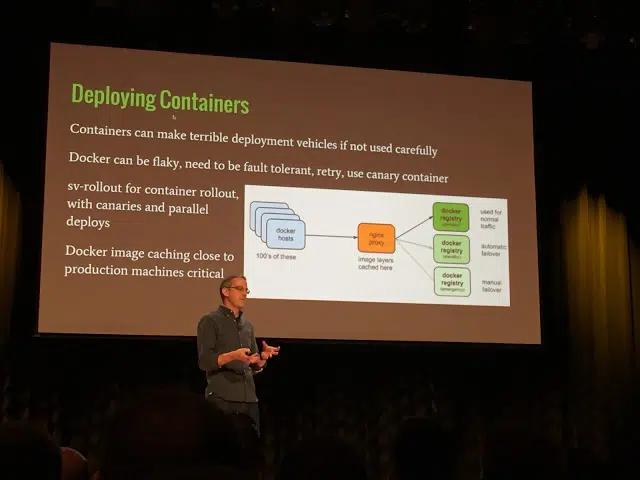 Deploying Containers
Containers can make terrible deployment vehicles if not used carefully
Docker can be flaky, need to be fault tolerant, retry, use canary container
sv-rollout for container rollout,
with canaries and parallel
deploys
Docker image caching close to
production machines critical
docker
hosts
100's of these
nginx
proxy
image layers
cached here
docker
registry
used for
normal
traffic
docker
registry
automatic
failover
docker
registry
manual
failover